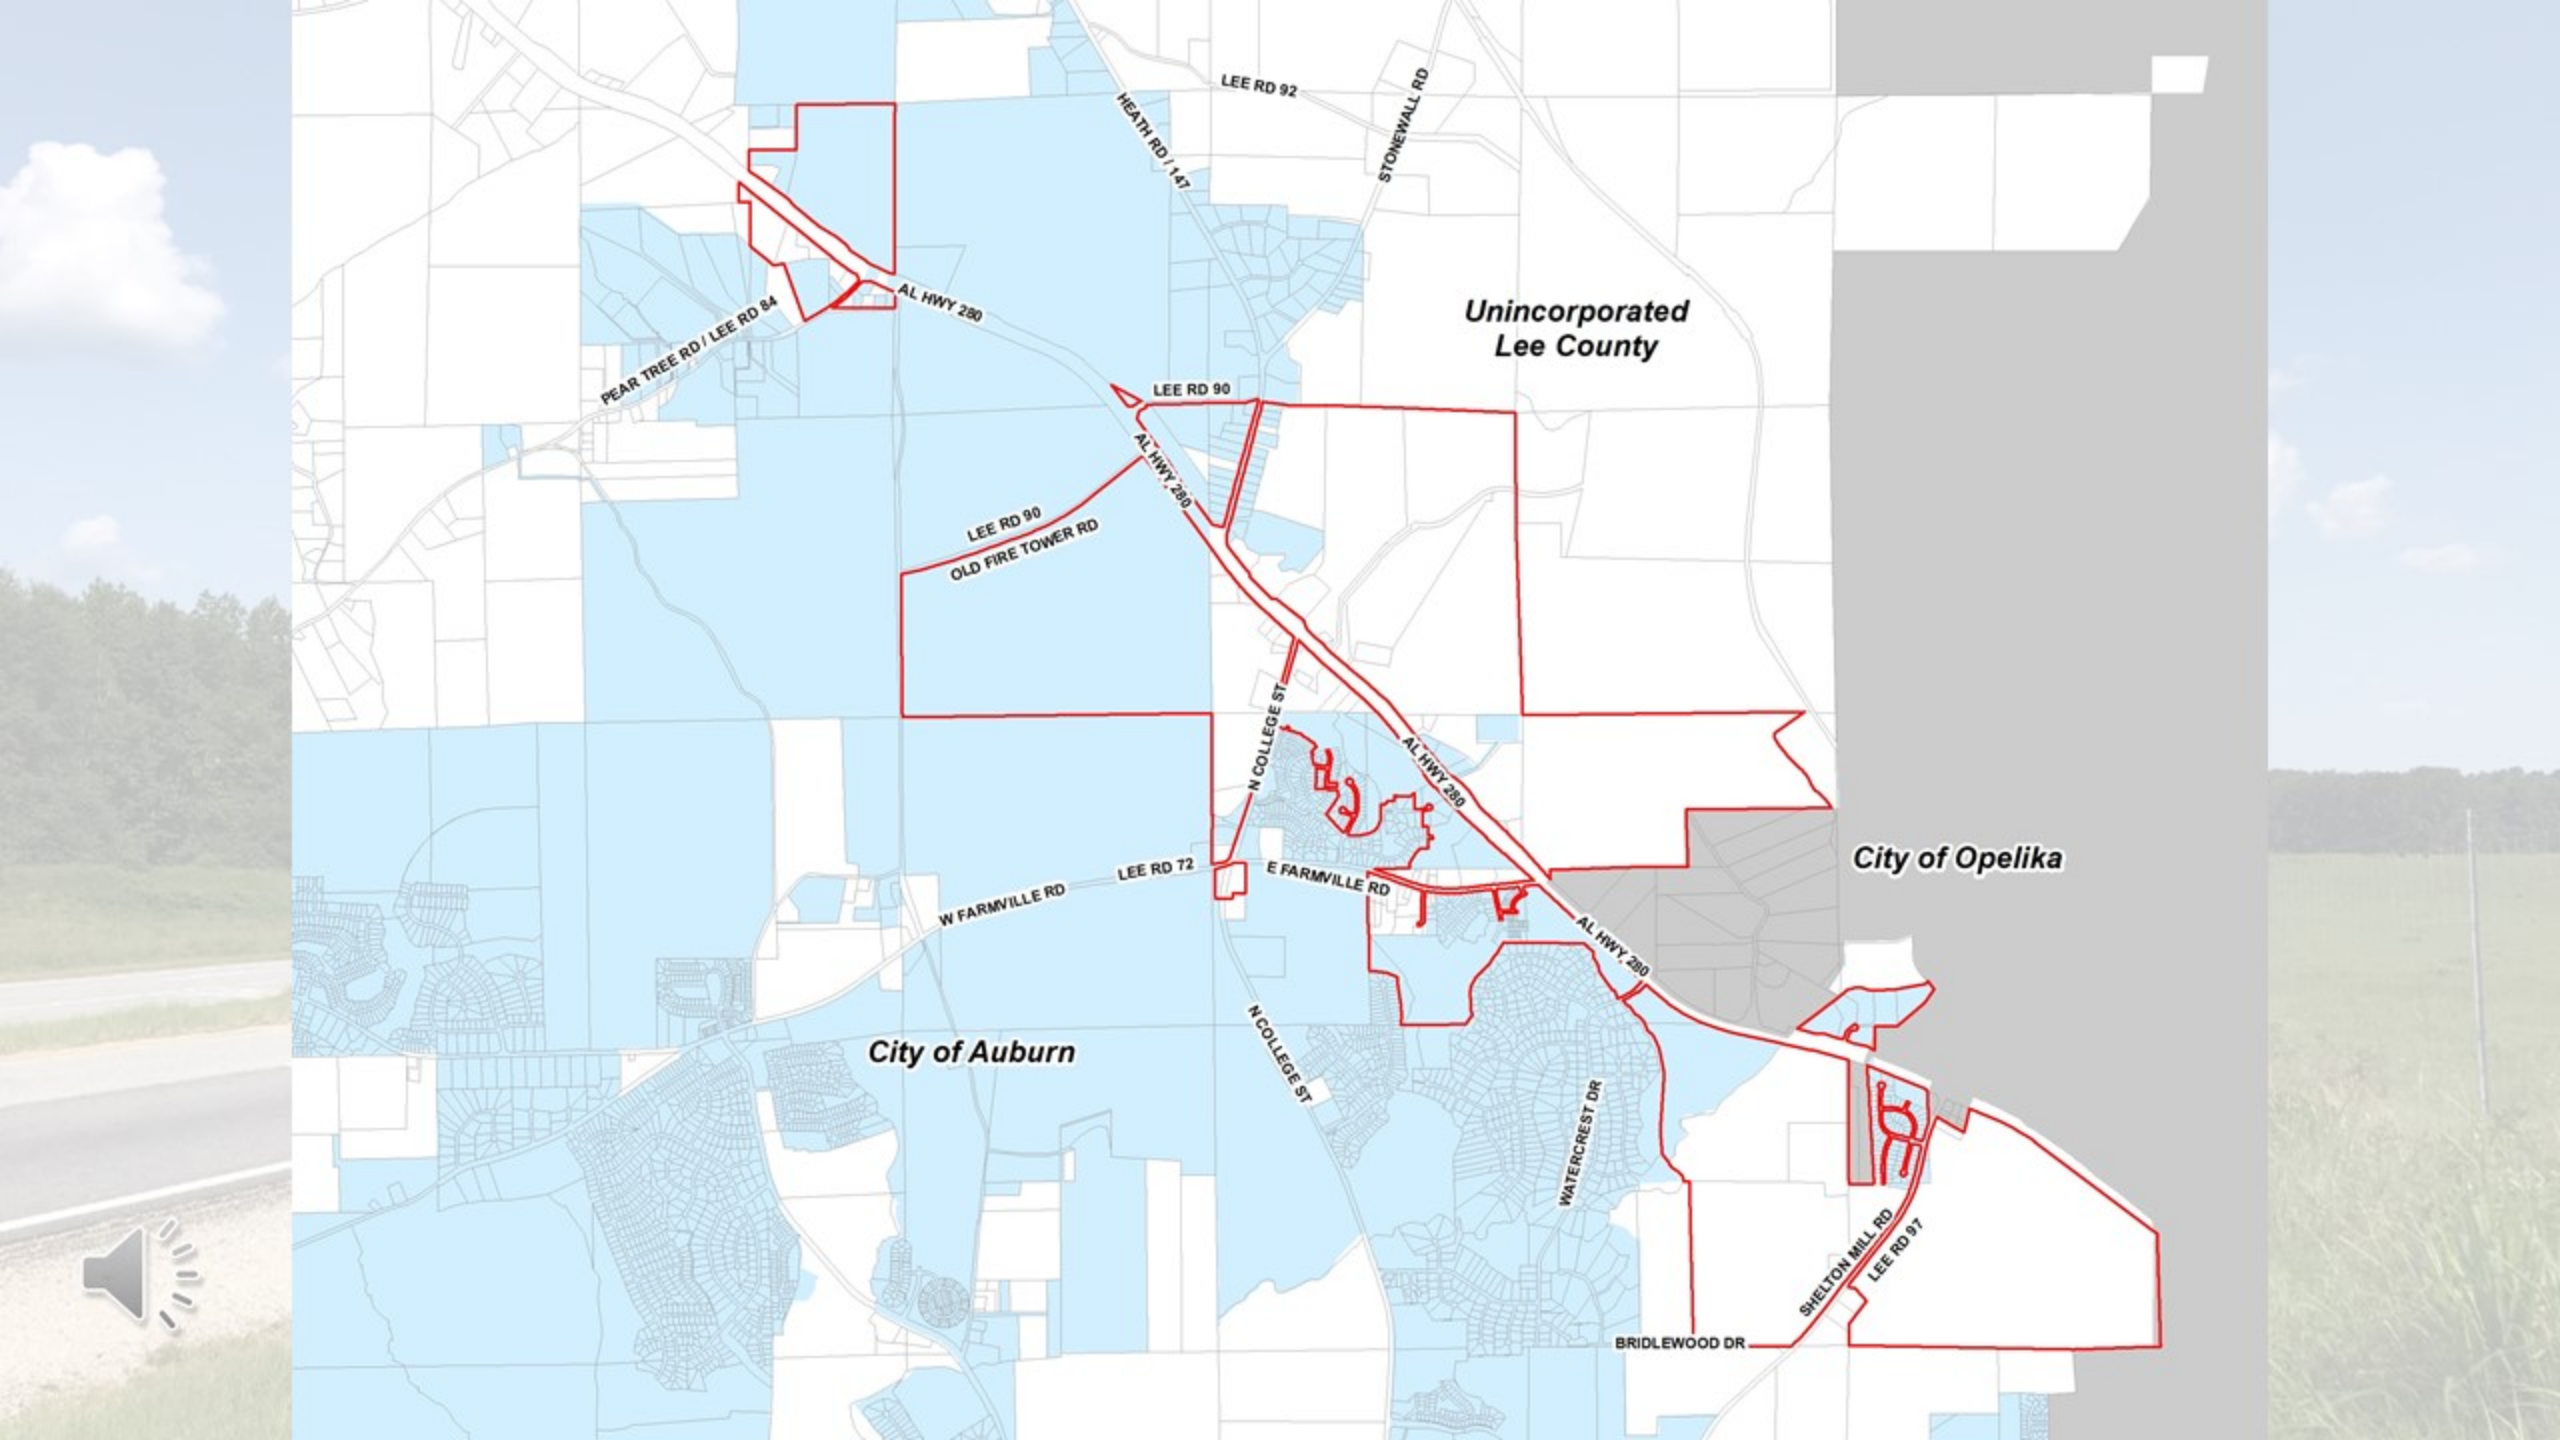 LEE RD 92
HEATH RD / 147
STONEWALL RD
AL HWY 280
Unincorporated
Lee County
PEAR TREE RD / LEE RD 84
LEE RD 90
AL HWY 280
LEE RD 90
OLD FIRE TOWER RD
N COLLEGE ST
AL HWY 280
City of Opelika
LEE RD 72
E FARMVILLE RD
W FARMVILLE RD
AL HWY 280
City of Auburn
N COLLEGE ST
WATERCREST DR
SHELTON MILL RD
LEE RD 97
BRIDLEWOOD DR